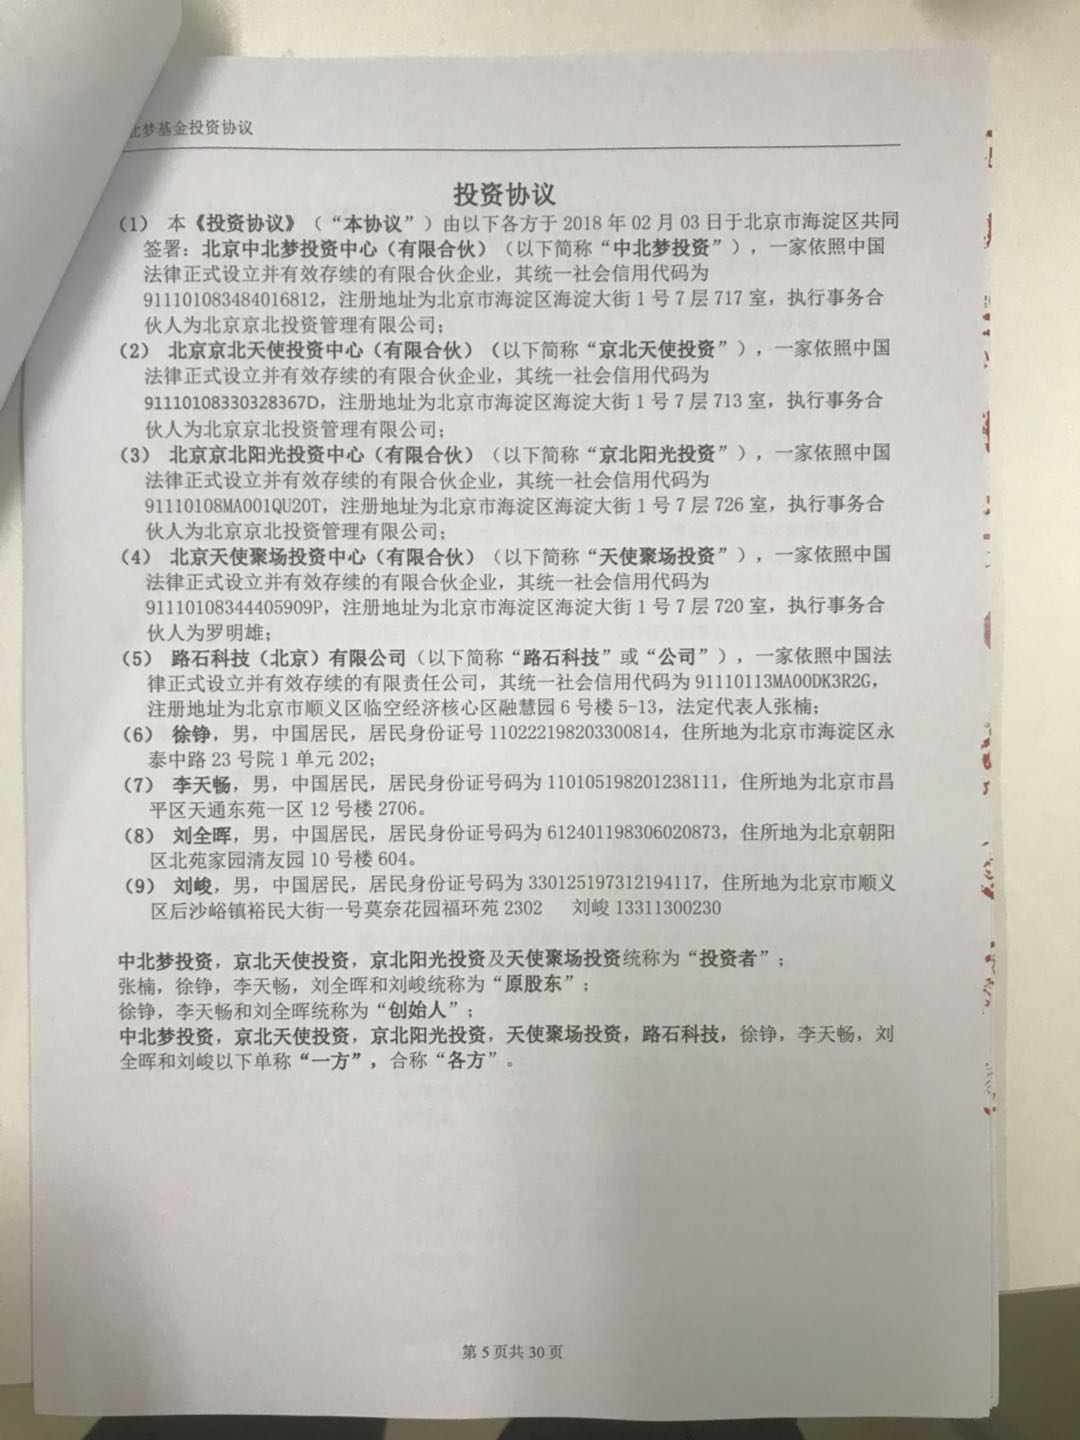 北梦基金投资协议
投资协议
（1） 本《投资协议》（“本协议”）由以下各方于 2018 年 02 月 03 日于北京市海淀区共同
签署：北京中北梦投资中心（有限合伙）（以下简称“中北梦投资”），一家依照中国
法律正式设立并有效存续的有限合伙企业，其统一社会信用代码为
911101083484016812，注册地址为北京市海淀区海淀大街 1 号 7 层 717 室，执行事务合
伙人为北京京北投资管理有限公司；
（2） 北京京北天使投资中心（有限合伙）（以下简称“京北天使投资”），一家依照中国
法律正式设立并有效存续的有限合伙企业，其统一社会信用代码为
91110108330328367D，注册地址为北京市海淀区海淀大街 1 号 7 层 713 室，执行事务合
伙人为北京京北投资管理有限公司；
（3） 北京京北阳光投资中心（有限合伙）（以下简称“京北阳光投资”），一家依照中国
法律正式设立并有效存续的有限合伙企业，其统一社会信用代码为
91110108MA001QU20T，注册地址为北京市海淀区海淀大街 1 号 7 层 726 室，执行事务合
伙人为北京京北投资管理有限公司；
（4） 北京天使聚场投资中心（有限合伙）（以下简称“天使聚场投资”），一家依照中国
法律正式设立并有效存续的有限合伙企业，其统一社会信用代码为
91110108344405909P，注册地址为北京市海淀区海淀大街 1 号 7 层 720 室，执行事务合
伙人为罗明雄；
（5） 路石科技（北京）有限公司（以下简称“路石科技”或“公司”），一家依照中国法
律正式设立并有效存续的有限责任公司，其统一社会信用代码为 91110113MA00DK3R2G，
注册地址为北京市顺义区临空经济核心区融慧园 6 号楼 5-13，法定代表人张楠；
（6） 徐铮，男，中国居民，居民身份证号 110222198203300814，住所地为北京市海淀区永
泰中路 23 号院 1 单元 202；
（7） 李天畅，男，中国居民，居民身份证号码为 110105198201238111，住所地为北京市昌
平区天通东苑一区 12 号楼 2706。
（8） 刘全晖，男，中国居民，居民身份证号码为 612401198306020873，住所地为北京朝阳
区北苑家园清友园 10 号楼 604。
（9） 刘峻，男，中国居民，居民身份证号码为 330125197312194117，住所地为北京市顺义
区后沙峪镇裕民大街一号莫奈花园福环苑 2302 刘峻 13311300230
中北梦投资，京北天使投资，京北阳光投资及天使聚场投资统称为“投资者”；
张楠，徐铮，李天畅，刘全晖和刘峻统称为“原股东”；
徐铮，李天畅和刘全晖统称为“创始人”；
中北梦投资，京北天使投资，京北阳光投资，天使聚场投资，路石科技，徐铮，李天畅，刘
全晖和刘峻以下单称“一方”，合称“各方”。
第 5 页共 30 页